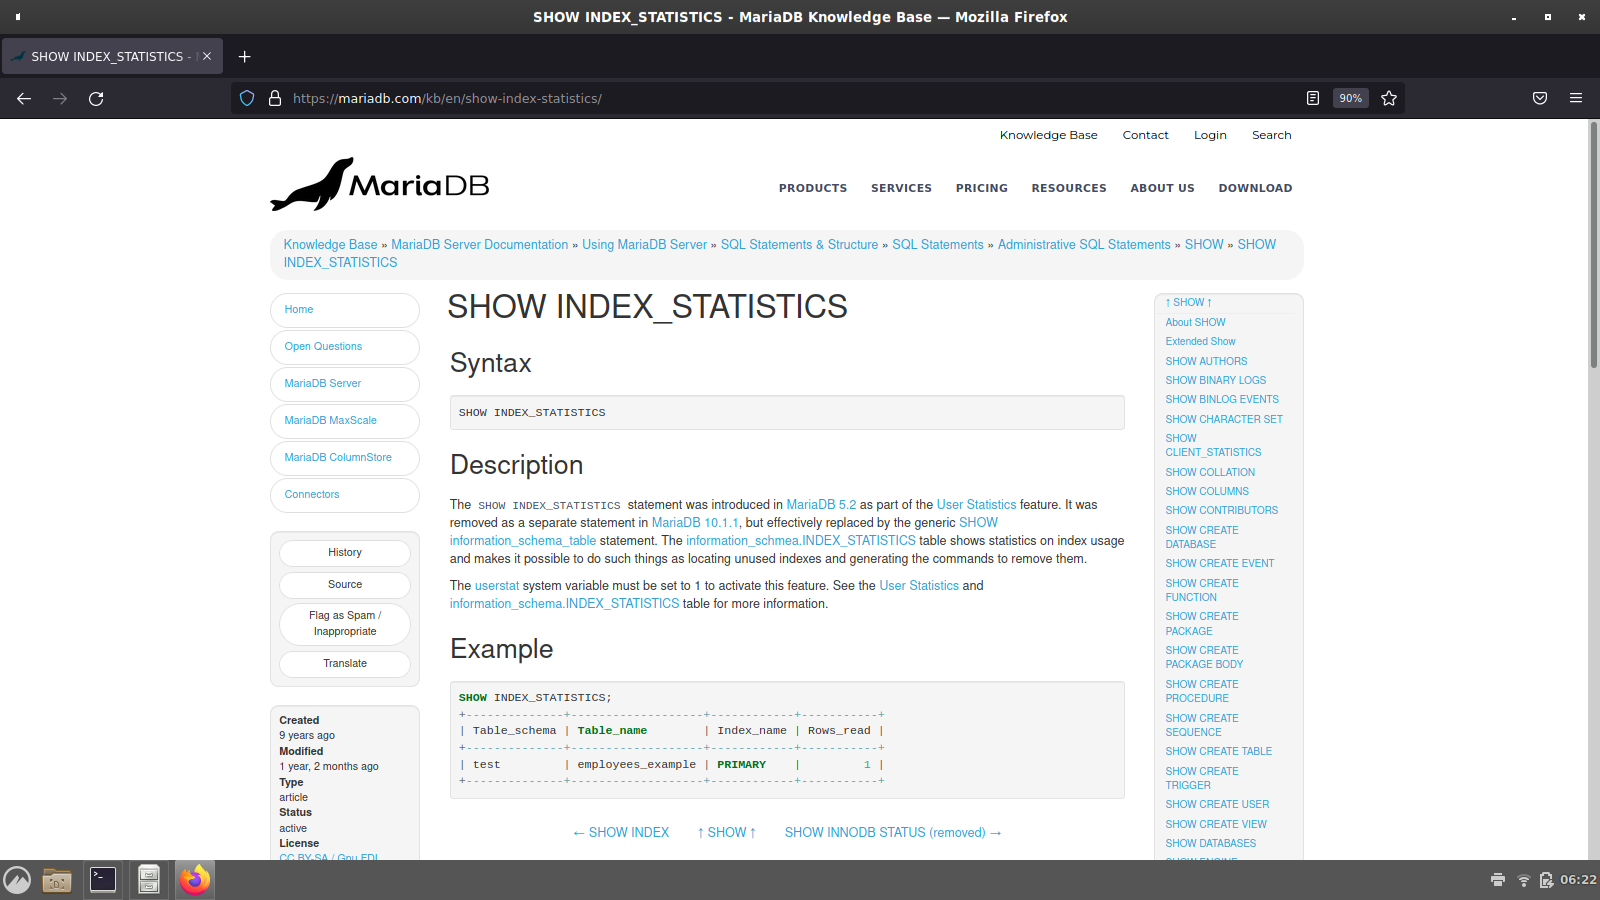 SHOW INDEX_STATISTICS - MariaDB Knowledge Base — Mozilla Firefox
SHOW INDEX_STATISTICS -
https://mariadb.com/kb/en/show-index-statistics/
90%
Knowledge Base Contact Login Search
MariaDB
PRODUCTS SERVICES PRICING RESOURCES ABOUT US DOWNLOAD
Knowledge Base » MariaDB Server Documentation » Using MariaDB Server » SQL Statements & Structure » SQL Statements » Administrative SQL Statements » SHOW » SHOW
INDEX_STATISTICS
Home
Open Questions
MariaDB Server
MariaDB MaxScale
MariaDB ColumnStore
Connectors
History
Source
Flag as Spam /
Inappropriate
Translate
Created
9 years ago
Modified
1 year, 2 months ago
Type
article
Status
active
License
CC BY-SA / Gnu FDL
SHOW INDEX_STATISTICS
Syntax
SHOW INDEX_STATISTICS
Description
The SHOW INDEX_STATISTICS statement was introduced in MariaDB 5.2 as part of the User Statistics feature. It was
removed as a separate statement in MariaDB 10.1.1, but effectively replaced by the generic SHOW
information_schema_table statement. The information_schmea.INDEX_STATISTICS table shows statistics on index usage
and makes it possible to do such things as locating unused indexes and generating the commands to remove them.
The userstat system variable must be set to 1 to activate this feature. See the User Statistics and
information_schema.INDEX_STATISTICS table for more information.
Example
SHOW INDEX_STATISTICS;
+--------------+-------------------+------------+-----------+
| Table_schema | Table_name        | Index_name | Rows_read |
+--------------+-------------------+------------+-----------+
| test         | employees_example | PRIMARY    |         1 |
+--------------+-------------------+------------+-----------+
← SHOW INDEX ↑ SHOW ↑ SHOW INNODB STATUS (removed) →
↑ SHOW ↑
About SHOW
Extended Show
SHOW AUTHORS
SHOW BINARY LOGS
SHOW BINLOG EVENTS
SHOW CHARACTER SET
SHOW
CLIENT_STATISTICS
SHOW COLLATION
SHOW COLUMNS
SHOW CONTRIBUTORS
SHOW CREATE
DATABASE
SHOW CREATE EVENT
SHOW CREATE
FUNCTION
SHOW CREATE
PACKAGE
SHOW CREATE
PACKAGE BODY
SHOW CREATE
PROCEDURE
SHOW CREATE
SEQUENCE
SHOW CREATE TABLE
SHOW CREATE
TRIGGER
SHOW CREATE USER
SHOW CREATE VIEW
SHOW DATABASES
06:22